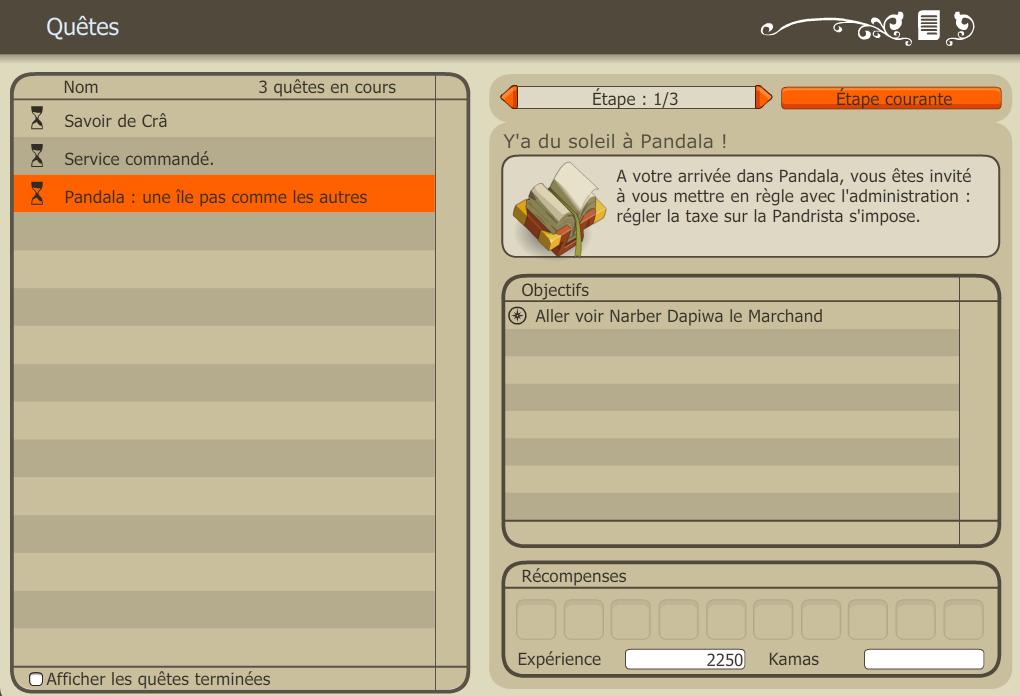 Quêtes
Nom 3 quêtes en cours
Savoir de Crâ
Service commandé.
Pandala : une île pas comme les autres
Afficher les quêtes terminées
Étape : 1/3 Étape courante
Y'a du soleil à Pandala !
A votre arrivée dans Pandala, vous êtes invité
à vous mettre en règle avec l'administration :
régler la taxe sur la Pandrista s'impose.
Objectifs
Aller voir Narber Dapiwa le Marchand
Récompenses
Expérience 2250 Kamas